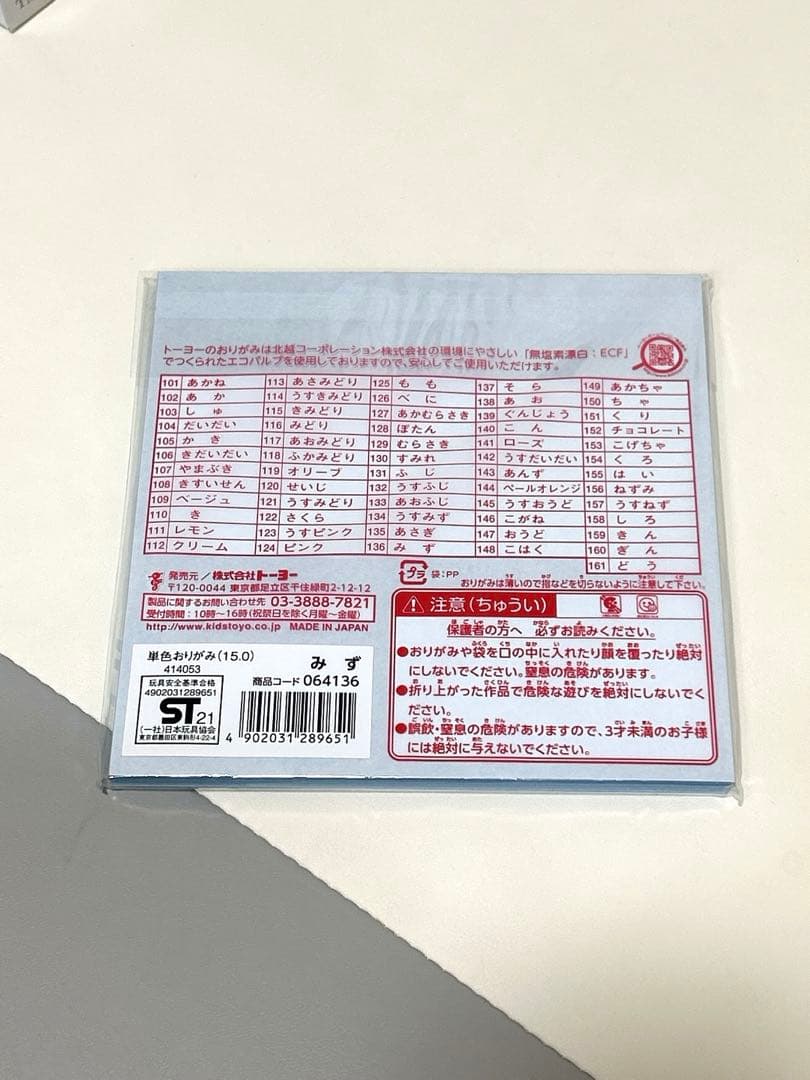 トーヨーのおりがみは北越コーポレーション株式会社の環境にやさしい「無塩素漂白：ECF」
でつくられたエコパルプを使用しておりますので、安心してご使用いただけます。
101 あかね 113 あさみどり 125 もも 137 そら 149 あかちゃ
102 あか 114 うすきみどり 126 べに 138 あお 150 ちゃ
103 しゅ 115 きみどり 127 あかむらさき 139 ぐんじょう 151 くり
104 だいだい 116 みどり 128 ぼたん 140 こん 152 チョコレート
105 かき 117 あおみどり 129 むらさき 141 ローズ 153 こげちゃ
106 きだいだい 118 ふかみどり 130 すみれ 142 うすだいだい 154 くろ
107 やまぶき 119 オリーブ 131 ふじ 143 あんず 155 はい
108 きすいせん 120 せいじ 132 うすふじ 144 ペールオレンジ 156 ねずみ
109 ベージュ 121 うすみどり 133 あおふじ 145 うすおうど 157 うすねず
110 き 122 さくら 134 うすみず 146 こがね 158 しろ
111 レモン 123 うすピンク 135 あさぎ 147 おうど 159 きん
112 クリーム 124 ピンク 136 みず 148 こはく 160 ぎん
161 どう
発売元／株式会社トーヨー
〒120-0044 東京都足立区千住緑町2-12-12
製品に関するお問い合わせ先 03-3888-7821
受付時間：10時～16時(祝祭日を除く月曜～金曜)
http://www.kidstoyo.co.jp MADE IN JAPAN
プラ 袋：PP
おりがみは薄いので指などを切らないように注意して下さい。
注意(ちゅうい)
保護者の方へ 必ずお読みください。
●おりがみや袋を口の中に入れたり顔を覆ったり絶対
にしないでください。窒息の危険があります。
●折り上がった作品で危険な遊びを絶対にしないでく
ださい。
●誤飲・窒息の危険がありますので、3才未満のお子様
には絶対に与えないでください。
単色おりがみ(15.0) みず
414053 商品コード 064136
玩具安全基準合格
4902031289651
ST 21
(一社)日本玩具協会
東京都墨田区東駒形4-22-4
4 902031 289651